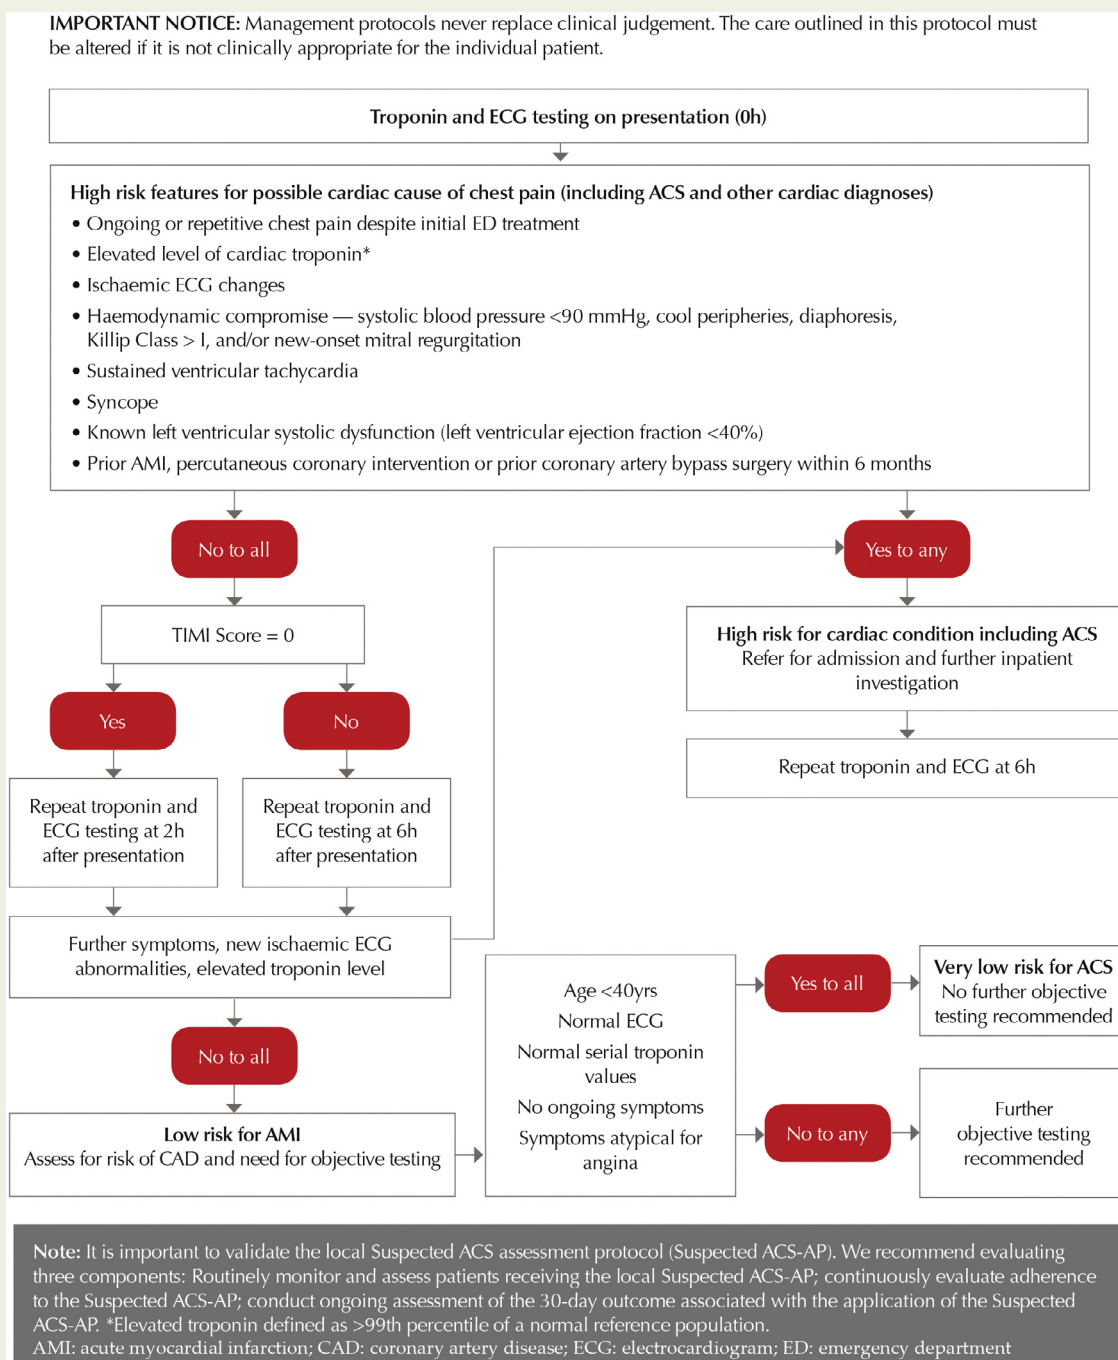 IMPORTANT NOTICE: Management protocols never replace clinical judgement. The care outlined in this protocol must
be altered if it is not clinically appropriate for the individual patient.
Troponin and ECG testing on presentation (0h)
High risk features for possible cardiac cause of chest pain (including ACS and other cardiac diagnoses)
• Ongoing or repetitive chest pain despite initial ED treatment
• Elevated level of cardiac troponin*
• Ischaemic ECG changes
• Haemodynamic compromise — systolic blood pressure <90 mmHg, cool peripheries, diaphoresis,
Killip Class > I, and/or new-onset mitral regurgitation
• Sustained ventricular tachycardia
• Syncope
• Known left ventricular systolic dysfunction (left ventricular ejection fraction <40%)
• Prior AMI, percutaneous coronary intervention or prior coronary artery bypass surgery within 6 months
No to all
Yes to any
TIMI Score = 0
High risk for cardiac condition including ACS
Refer for admission and further inpatient
investigation
Yes
No
Repeat troponin and ECG at 6h
Repeat troponin and
ECG testing at 2h
after presentation
Repeat troponin and
ECG testing at 6h
after presentation
Further symptoms, new ischaemic ECG
abnormalities, elevated troponin level
No to all
Low risk for AMI
Assess for risk of CAD and need for objective testing
Age <40yrs
Normal ECG
Normal serial troponin
values
No ongoing symptoms
Symptoms atypical for
angina
Yes to all
Very low risk for ACS
No further objective
testing recommended
No to any
Further
objective testing
recommended
Note: It is important to validate the local Suspected ACS assessment protocol (Suspected ACS-AP). We recommend evaluating
three components: Routinely monitor and assess patients receiving the local Suspected ACS-AP; continuously evaluate adherence
to the Suspected ACS-AP; conduct ongoing assessment of the 30-day outcome associated with the application of the Suspected
ACS-AP. *Elevated troponin defined as >99th percentile of a normal reference population.
AMI: acute myocardial infarction; CAD: coronary artery disease; ECG: electrocardiogram; ED: emergency department